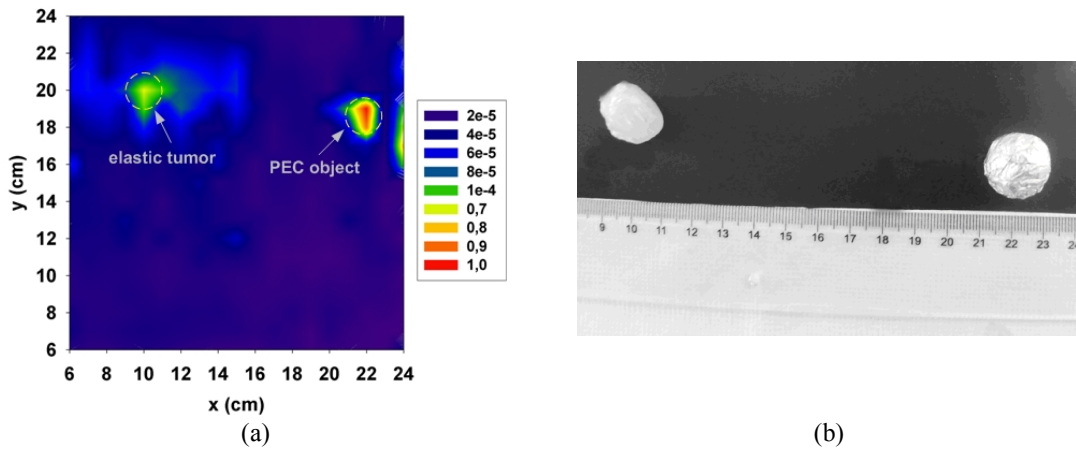 24
22
20
18
16
14
12
10
8
6
y (cm)
elastic tumor
PEC object
6 8 10 12 14 16 18 20 22 24
x (cm)
2e-5
4e-5
6e-5
8e-5
1e-4
0,7
0,8
0,9
1,0
(a)
9 10 11 12 13 14 15 16 17 18 19 20 21 22 23
(b)